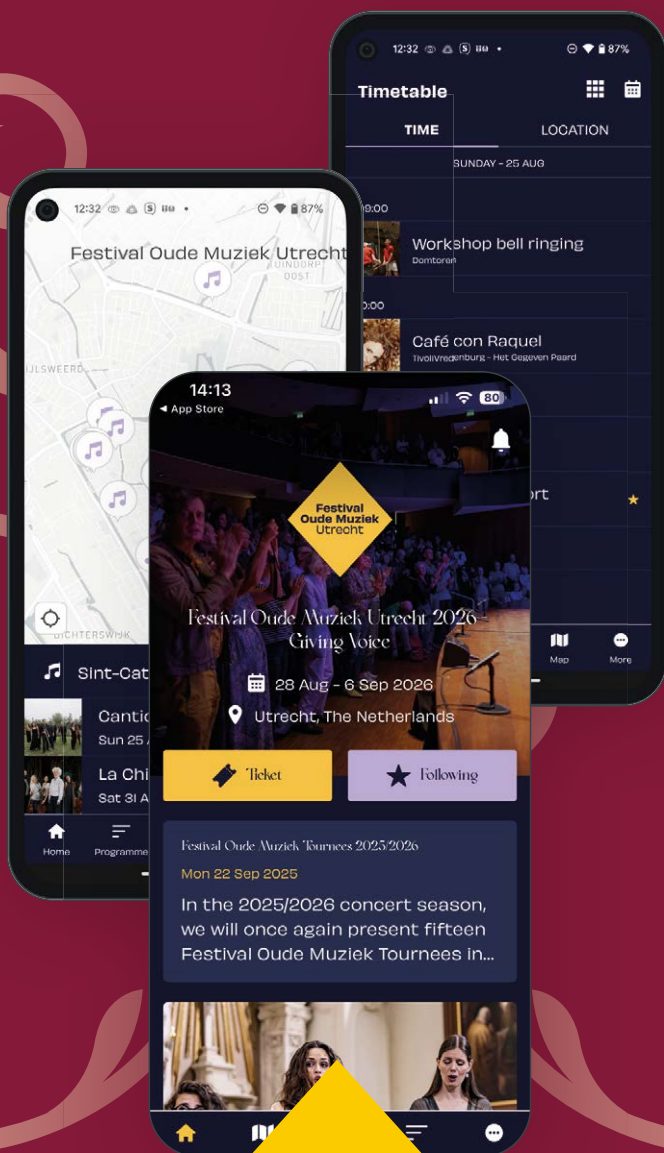 12:32
87%
Timetable
TIME
LOCATION
SUNDAY - 25 AUG
09:00
Workshop bell ringing
Domtoren
Café con Raquel
TivoliVredenburg - Het Gegeven Paard
Map
More
12:32
87%
Festival Oude Muziek Utrecht
TUINDORP
OOST
DICHTERSWIJK
Sint-Cat
Cantic
Sun 25
La Chi
Sat 31 A
Home
Programme
14:13
80
◀ App Store
Festival
Oude Muziek
Utrecht
Festival Oude Muziek Utrecht 2026 -
Giving Voice
28 Aug - 6 Sep 2026
Utrecht, The Netherlands
Ticket
Following
Festival Oude Muziek Tournees 2025/2026
Mon 22 Sep 2025
In the 2025/2026 concert season,
we will once again present fifteen
Festival Oude Muziek Tournees in...